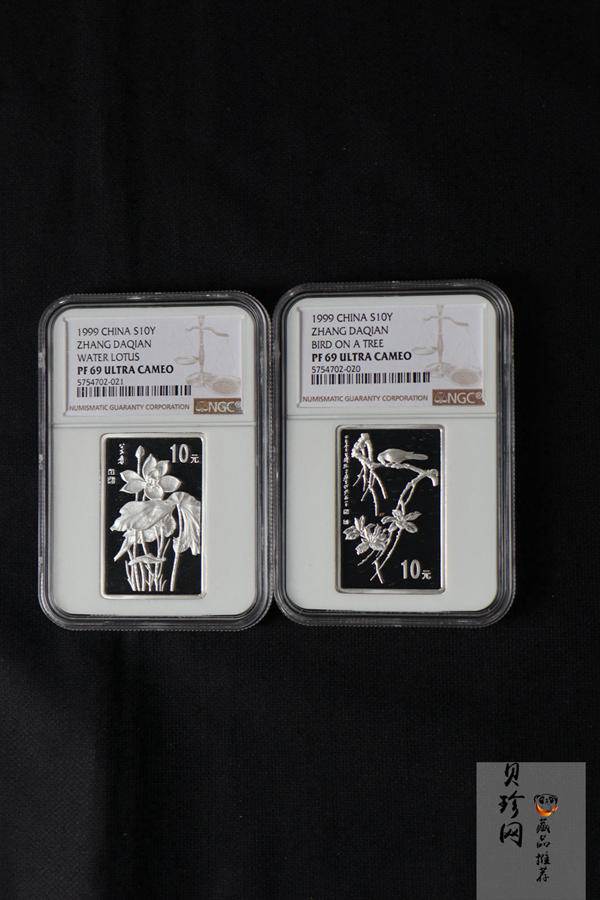 1999 CHINA S10Y
ZHANG DAQIAN
WATER LOTUS
PF 69 ULTRA CAMEO
5754702-021
NUMISMATIC GUARANTY CORPORATION
NGC
10元
1999 CHINA S10Y
ZHANG DAQIAN
BIRD ON A TREE
PF 69 ULTRA CAMEO
5754702-020
NUMISMATIC GUARANTY CORPORATION
NGC
10元
贝珍网
藏品推荐